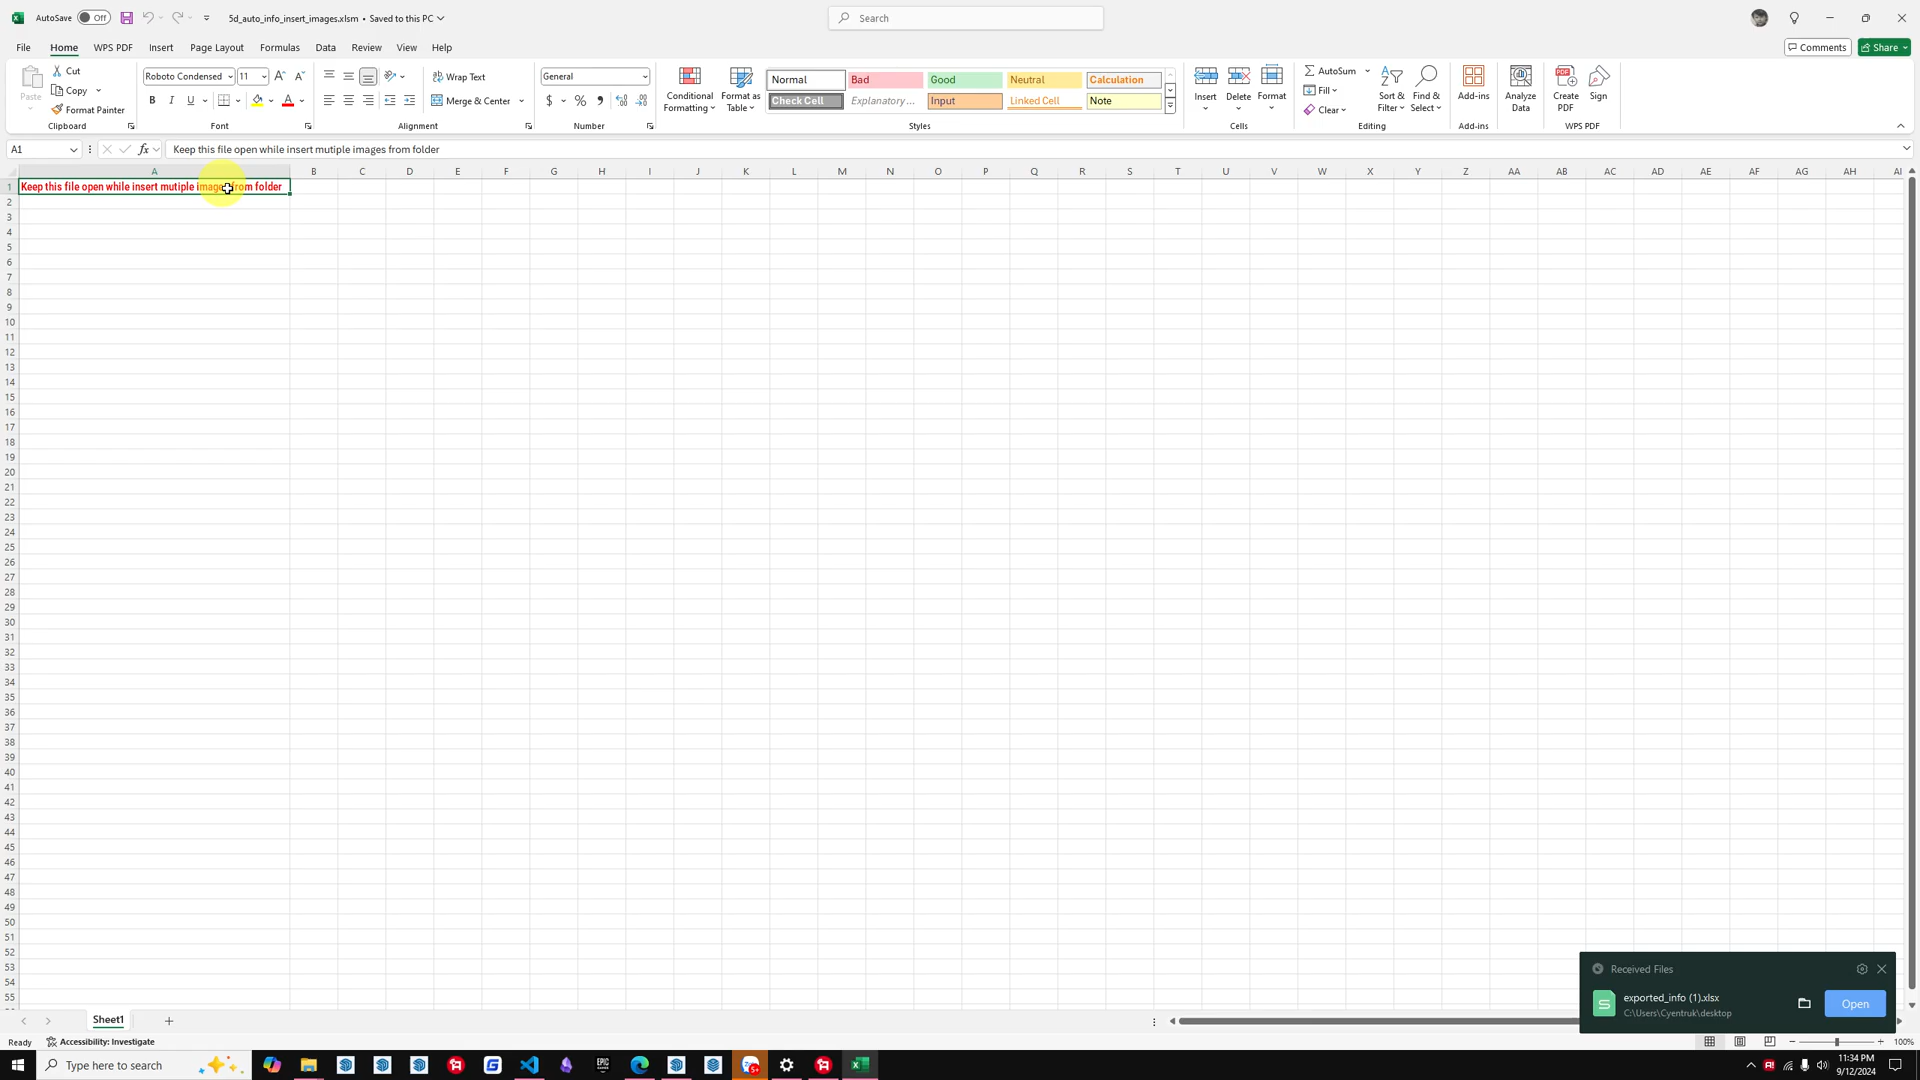 AutoSave Off 5d_auto_info_insert_images.xlsm • Saved to this PC Search
File Home WPS PDF Insert Page Layout Formulas Data Review View Help Comments Share
Cut
Copy
Format Painter
Paste
Clipboard
Roboto Condensed 11
B I U
Font
Wrap Text
Merge & Center
Alignment
General
$ % ,
Number
Conditional Formatting
Format as Table
Normal Bad Good Neutral Calculation
Check Cell Explanatory ... Input Linked Cell Note
Styles
Insert Delete Format
Cells
AutoSum
Fill
Clear
Sort & Filter
Find & Select
Editing
Add-ins
Add-ins
Analyze Data
Create PDF
Sign
WPS PDF
A1 fx Keep this file open while insert mutiple images from folder
A B C D E F G H I J K L M N O P Q R S T U V W X Y Z AA AB AC AD AE AF AG AH AI
1 Keep this file open while insert mutiple images from folder
2
3
4
5
6
7
8
9
10
11
12
13
14
15
16
17
18
19
20
21
22
23
24
25
26
27
28
29
30
31
32
33
34
35
36
37
38
39
40
41
42
43
44
45
46
47
48
49
50
51
52
53
54
55
Received Files
exported_info (1).xlsx
C:\Users\Cyentruk\desktop
Open
Sheet1
Ready Accessibility: Investigate 100%
Type here to search
11:34 PM
9/12/2024